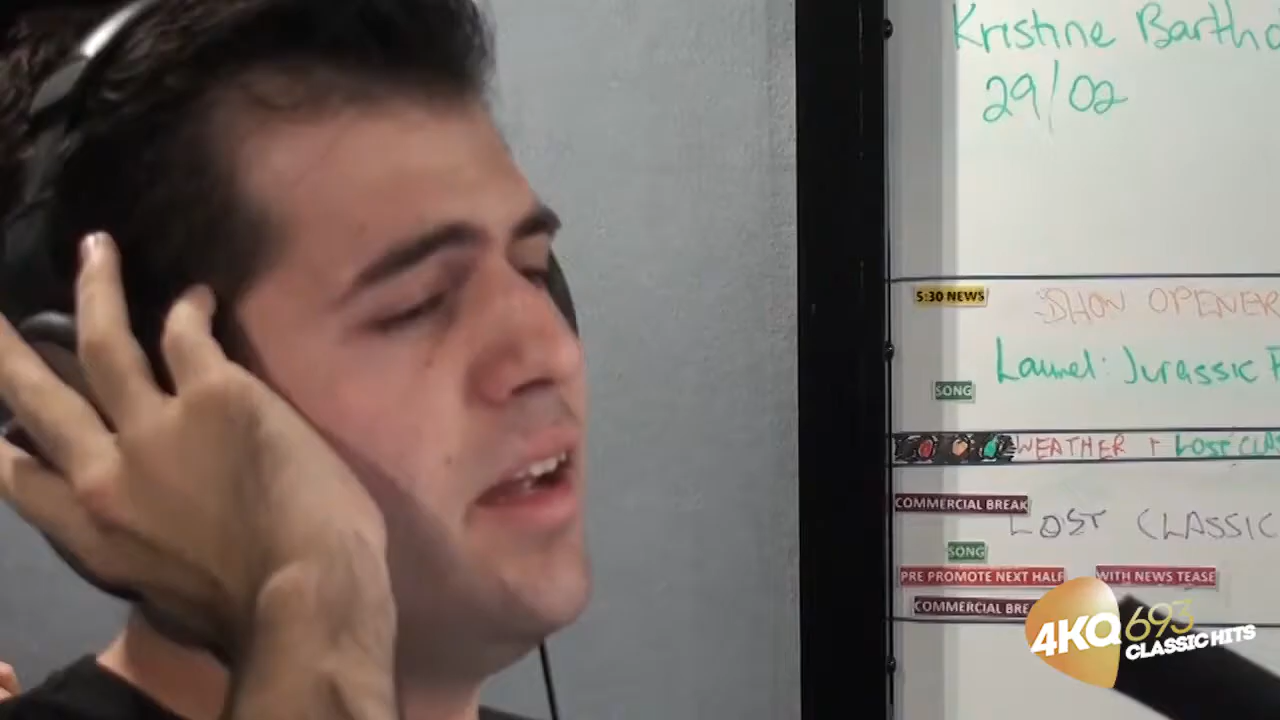 Kristine Bartho
29/02
5:30 NEWS
SHOW OPENER
Laurel: Jurassic P
SONG
WEATHER + LOST CLAS
COMMERCIAL BREAK
LOST CLASSIC
SONG
PRE PROMOTE NEXT HALF WITH NEWS TEASE
COMMERCIAL BRE
4KQ 693
CLASSIC HITS